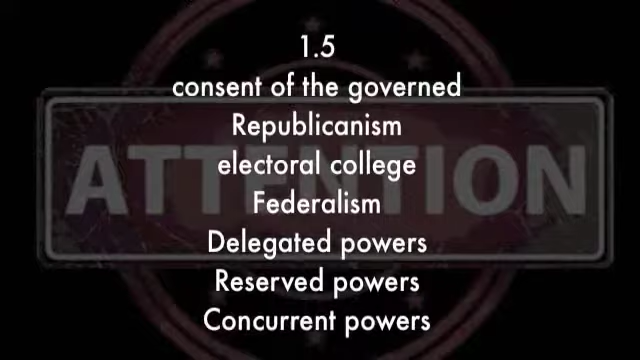 1.5
consent of the governed
Republicanism
electoral college
ATTENTION
Federalism
Delegated powers
Reserved powers
Concurrent powers